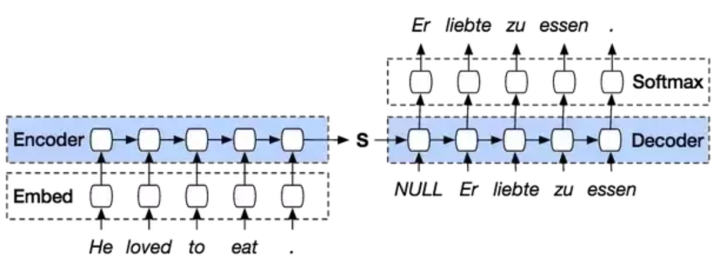 Er liebte zu essen .
Softmax
Encoder
S
Decoder
Embed
NULL Er liebte zu essen
He loved to eat .